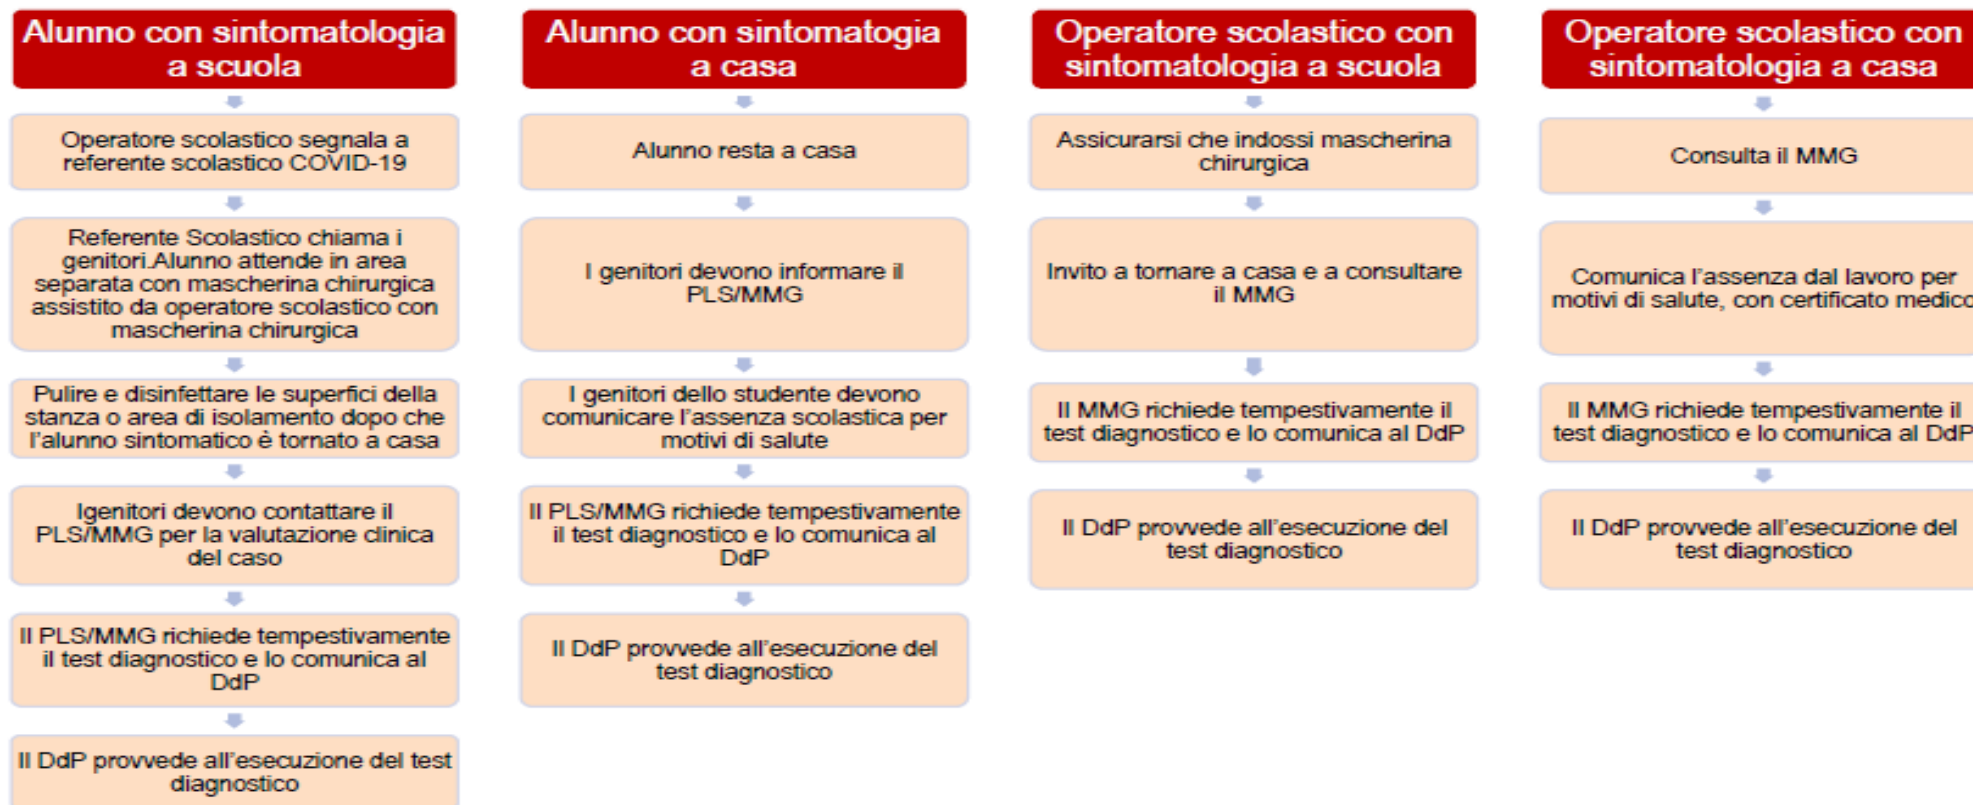 Alunno con sintomatologia
a scuola
Operatore scolastico segnala a
referente scolastico COVID-19
Referente Scolastico chiama i
genitori.Alunno attende in area
separata con mascherina chirurgica
assistito da operatore scolastico con
mascherina chirurgica
Pulire e disinfettare le superfici della
stanza o area di isolamento dopo che
l'alunno sintomatico è tornato a casa
Igenitori devono contattare il
PLS/MMG per la valutazione clinica
del caso
Il PLS/MMG richiede tempestivamente
il test diagnostico e lo comunica al
DdP
Il DdP provvede all'esecuzione del test
diagnostico
Alunno con sintomatogia
a casa
Alunno resta a casa
I genitori devono informare il
PLS/MMG
I genitori dello studente devono
comunicare l'assenza scolastica per
motivi di salute
Il PLS/MMG richiede tempestivamente
il test diagnostico e lo comunica al
DdP
Il DdP provvede all'esecuzione del
test diagnostico
Operatore scolastico con
sintomatologia a scuola
Assicurarsi che indossi mascherina
chirurgica
Invito a tornare a casa e a consultare
il MMG
Il MMG richiede tempestivamente il
test diagnostico e lo comunica al DdP
Il DdP provvede all'esecuzione del
test diagnostico
Operatore scolastico con
sintomatologia a casa
Consulta il MMG
Comunica l'assenza dal lavoro per
motivi di salute, con certificato medico
Il MMG richiede tempestivamente il
test diagnostico e lo comunica al DdP
Il DdP provvede all'esecuzione del
test diagnostico